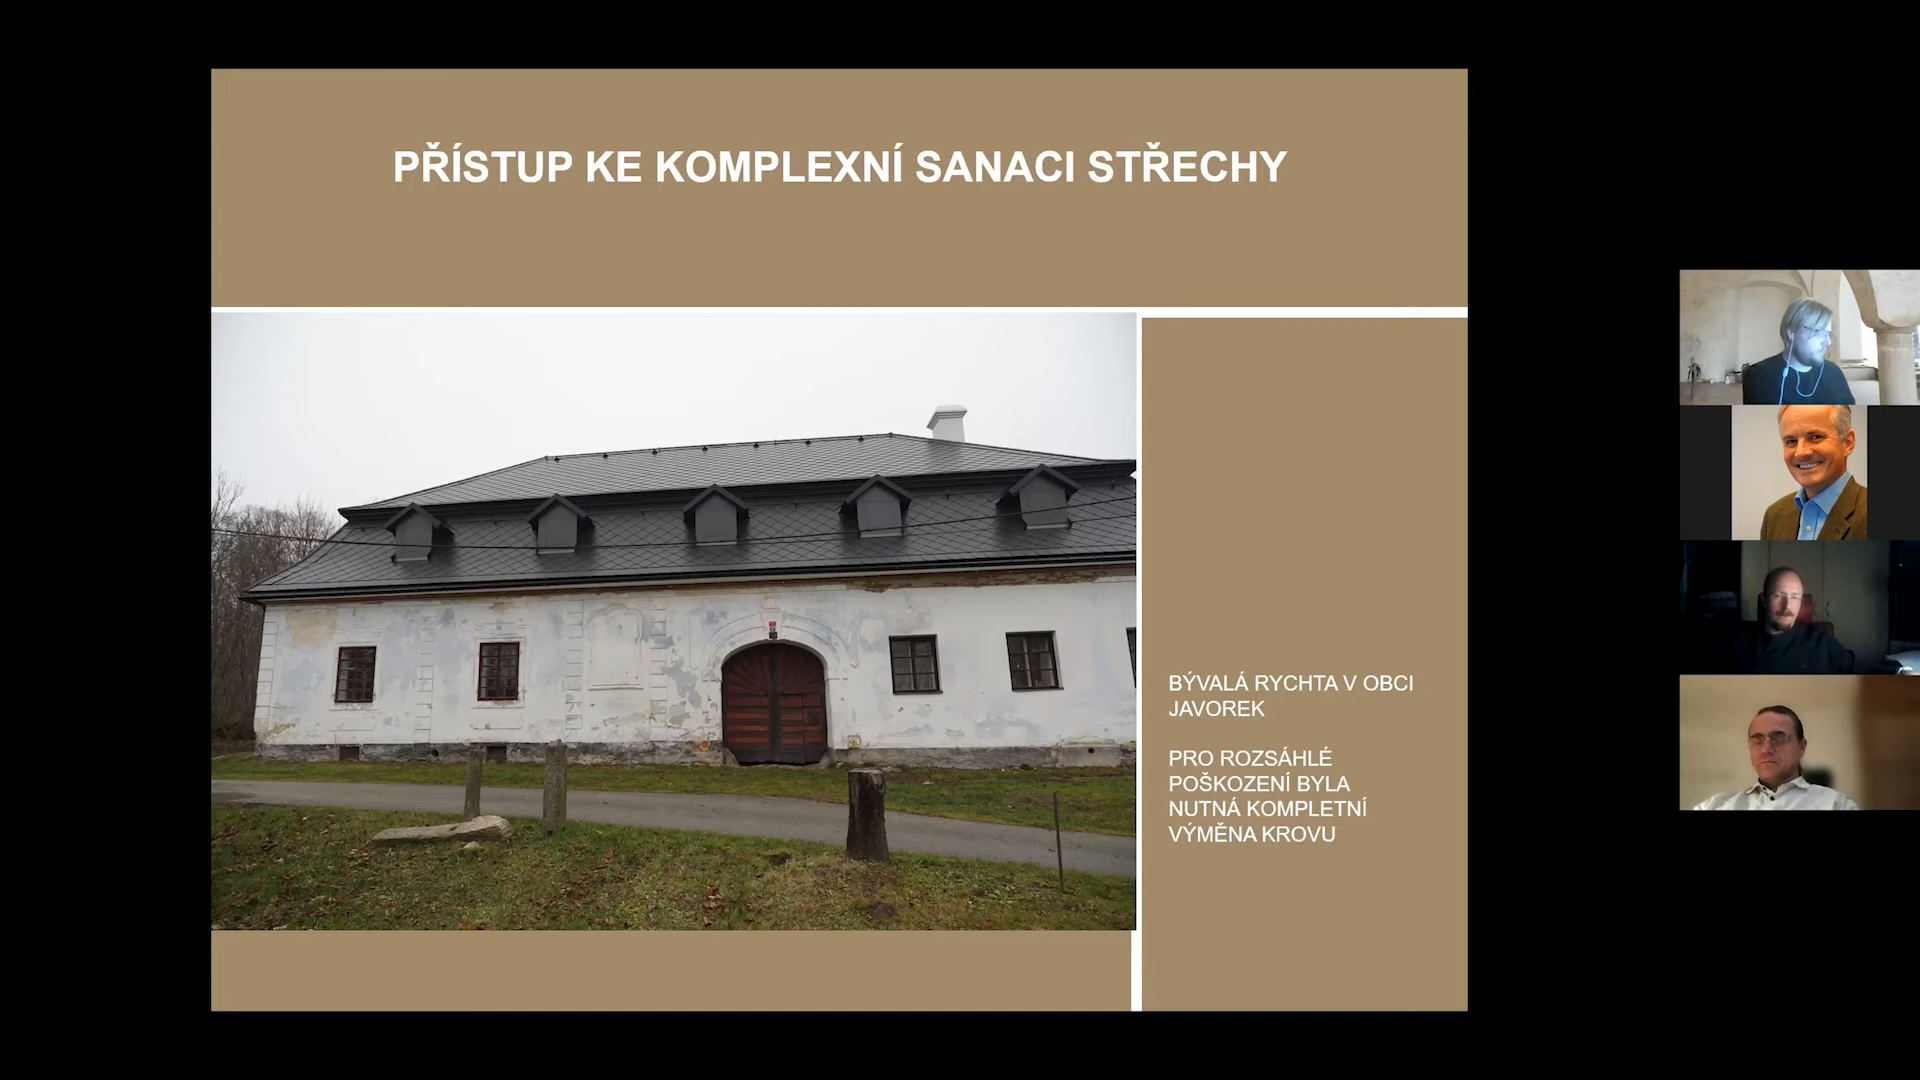 PŘÍSTUP KE KOMPLEXNÍ SANACI STŘECHY
BÝVALÁ RYCHTA V OBCI
JAVOREK
PRO ROZSÁHLÉ
POŠKOZENÍ BYLA
NUTNÁ KOMPLETNÍ
VÝMĚNA KROVU